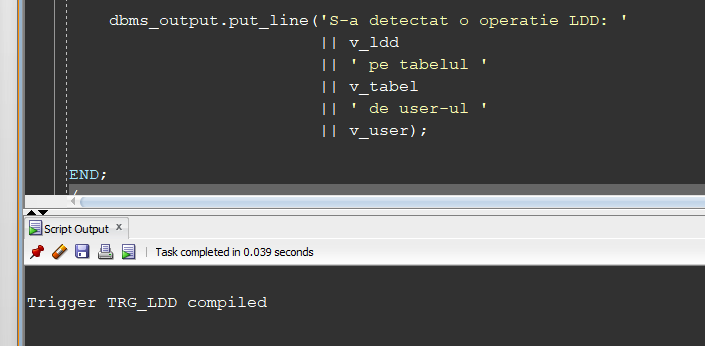 dbms_output.put_line('S-a detectat o operatie LDD: '
|| v_ldd
|| ' pe tabelul '
|| v_tabel
|| ' de user-ul '
|| v_user);
END;
/
Script Output x
Task completed in 0.039 seconds
Trigger TRG_LDD compiled